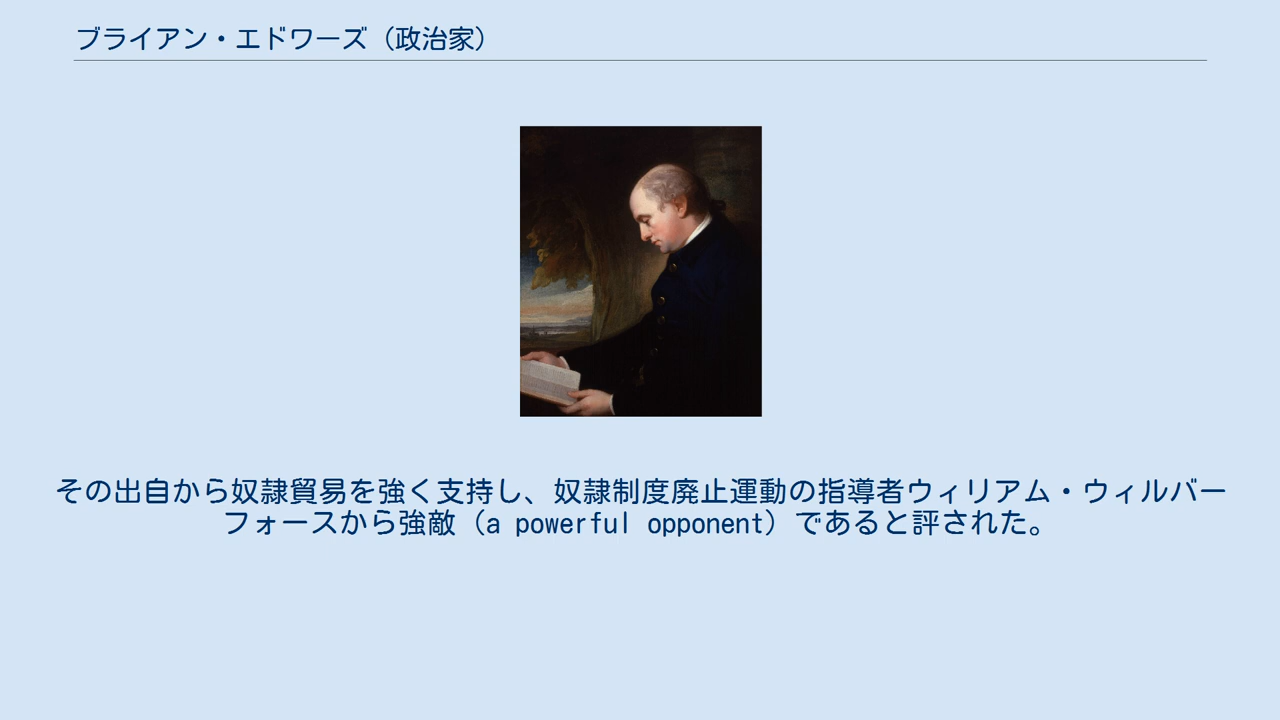 ブライアン・エドワーズ（政治家）
その出自から奴隷貿易を強く支持し、奴隷制度廃止運動の指導者ウィリアム・ウィルバー
フォースから強敵（a powerful opponent）であると評された。